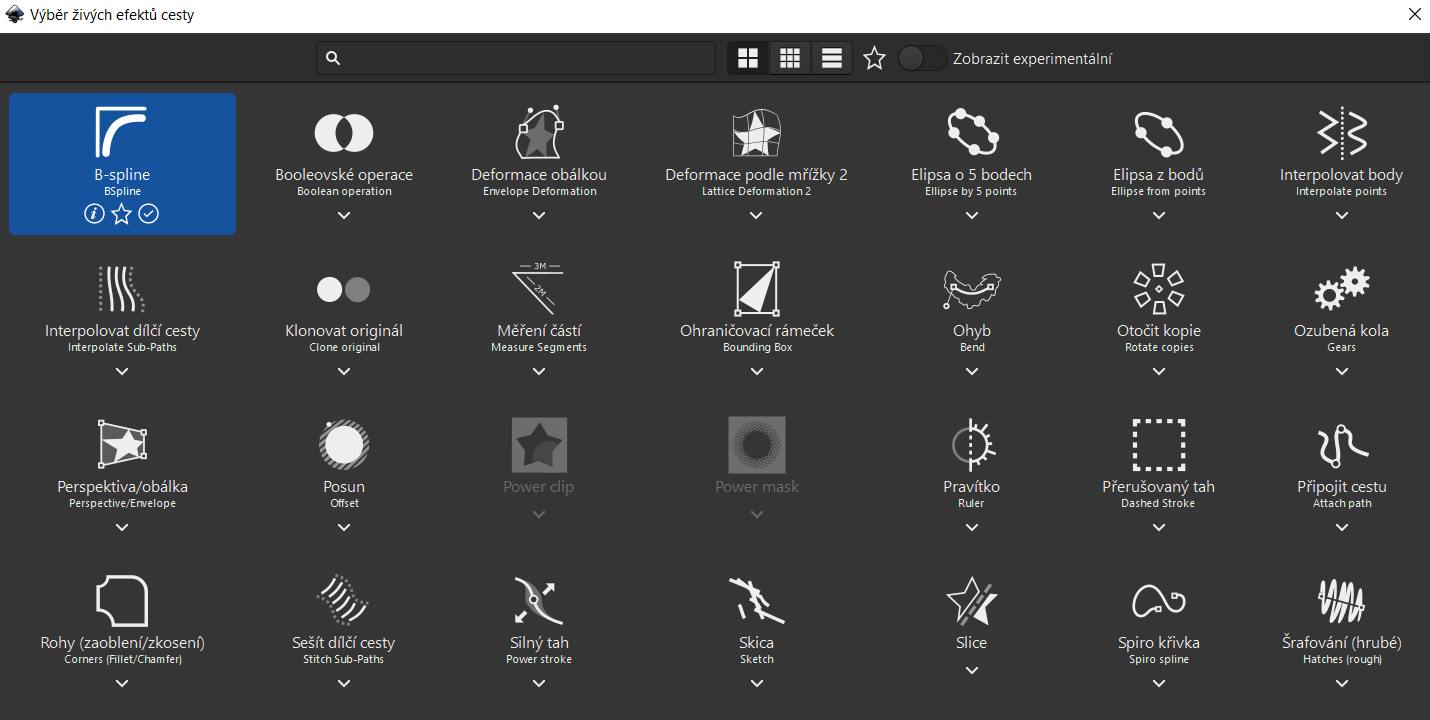 Výběr živých efektů cesty
Zobrazit experimentální
B-spline
BSpline
Booleovské operace
Boolean operation
Deformace obálkou
Envelope Deformation
Deformace podle mřížky 2
Lattice Deformation 2
Elipsa o 5 bodech
Ellipse by 5 points
Elipsa z bodů
Ellipse from points
Interpolovat body
Interpolate points
Interpolovat dílčí cesty
Interpolate Sub-Paths
Klonovat originál
Clone original
3M
2M
Měření částí
Measure Segments
Ohraničovací rámeček
Bounding Box
Ohyb
Bend
Otočit kopie
Rotate copies
Ozubená kola
Gears
Perspektiva/obálka
Perspective/Envelope
Posun
Offset
Power clip
Power mask
Pravítko
Ruler
Přerušovaný tah
Dashed Stroke
Připojit cestu
Attach path
Rohy (zaoblení/zkosení)
Corners (Fillet/Chamfer)
Sešít dílčí cesty
Stitch Sub-Paths
Silný tah
Power stroke
Skica
Sketch
Slice
Spiro křivka
Spiro spline
Šrafování (hrubé)
Hatches (rough)